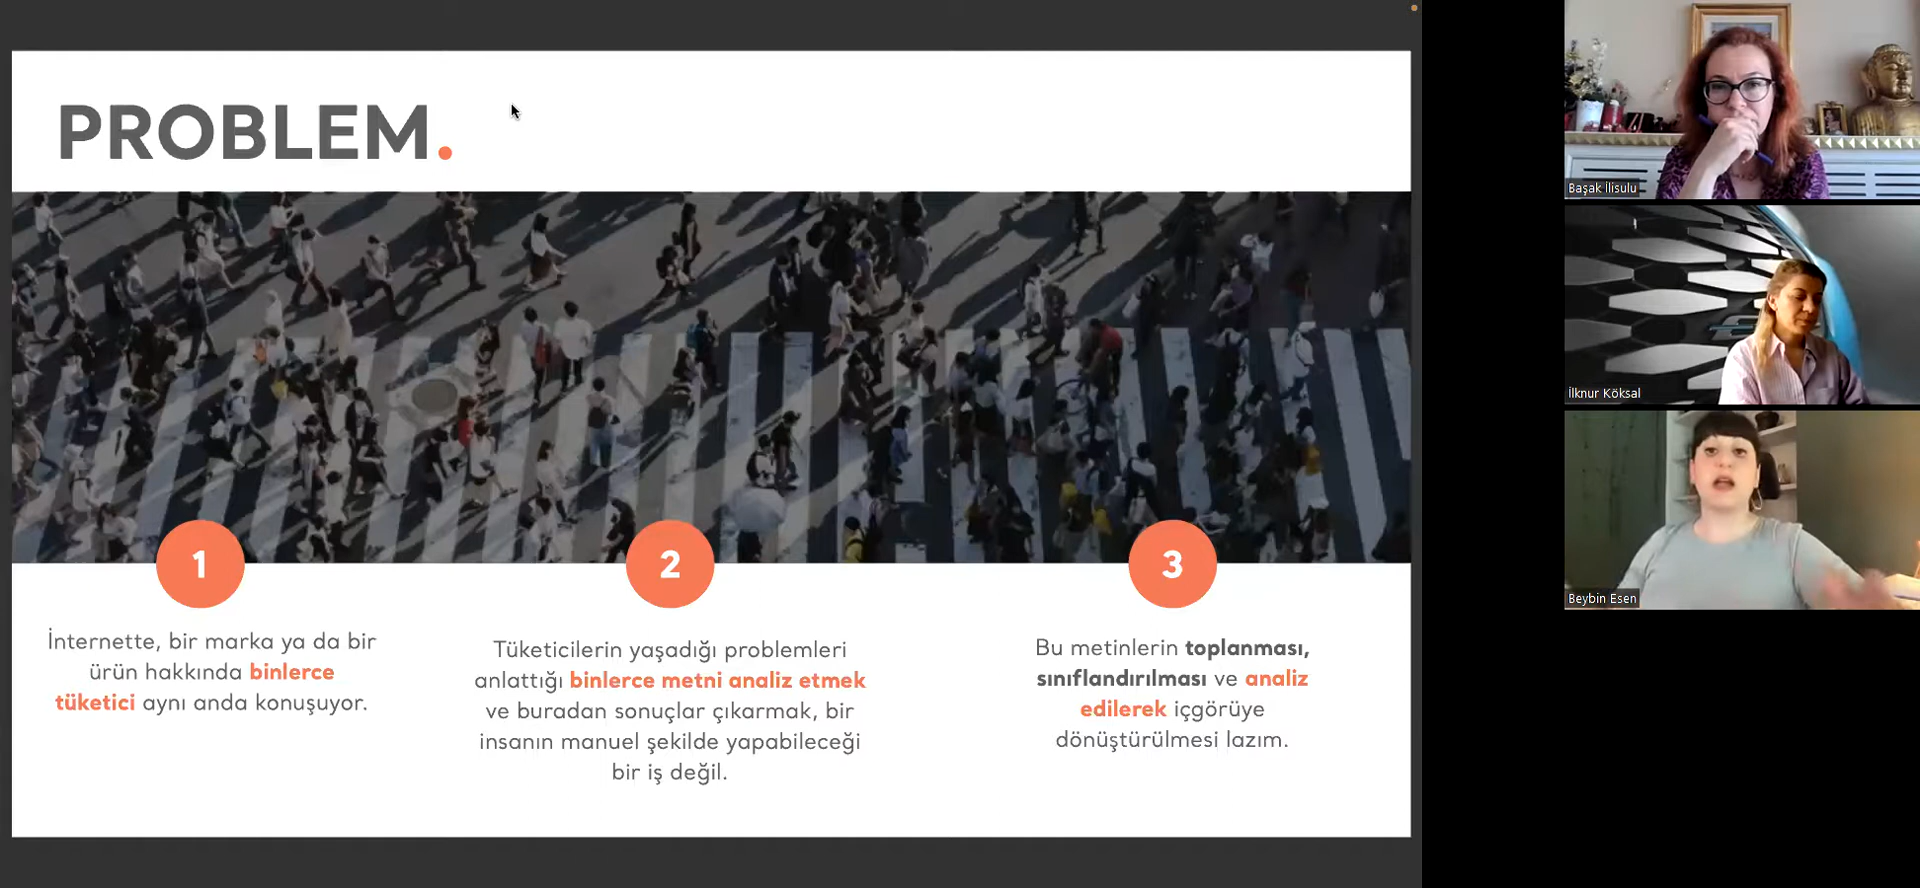 PROBLEM.
1
İnternette, bir marka ya da bir
ürün hakkında binlerce
tüketici aynı anda konuşuyor.
2
Tüketicilerin yaşadığı problemleri
anlattığı binlerce metni analiz etmek
ve buradan sonuçlar çıkarmak, bir
insanın manuel şekilde yapabileceği
bir iş değil.
3
Bu metinlerin toplanması,
sınıflandırılması ve analiz
edilerek içgörüye
dönüştürülmesi lazım.
Başak İlisulu
İlknur Köksal
Beybin Esen